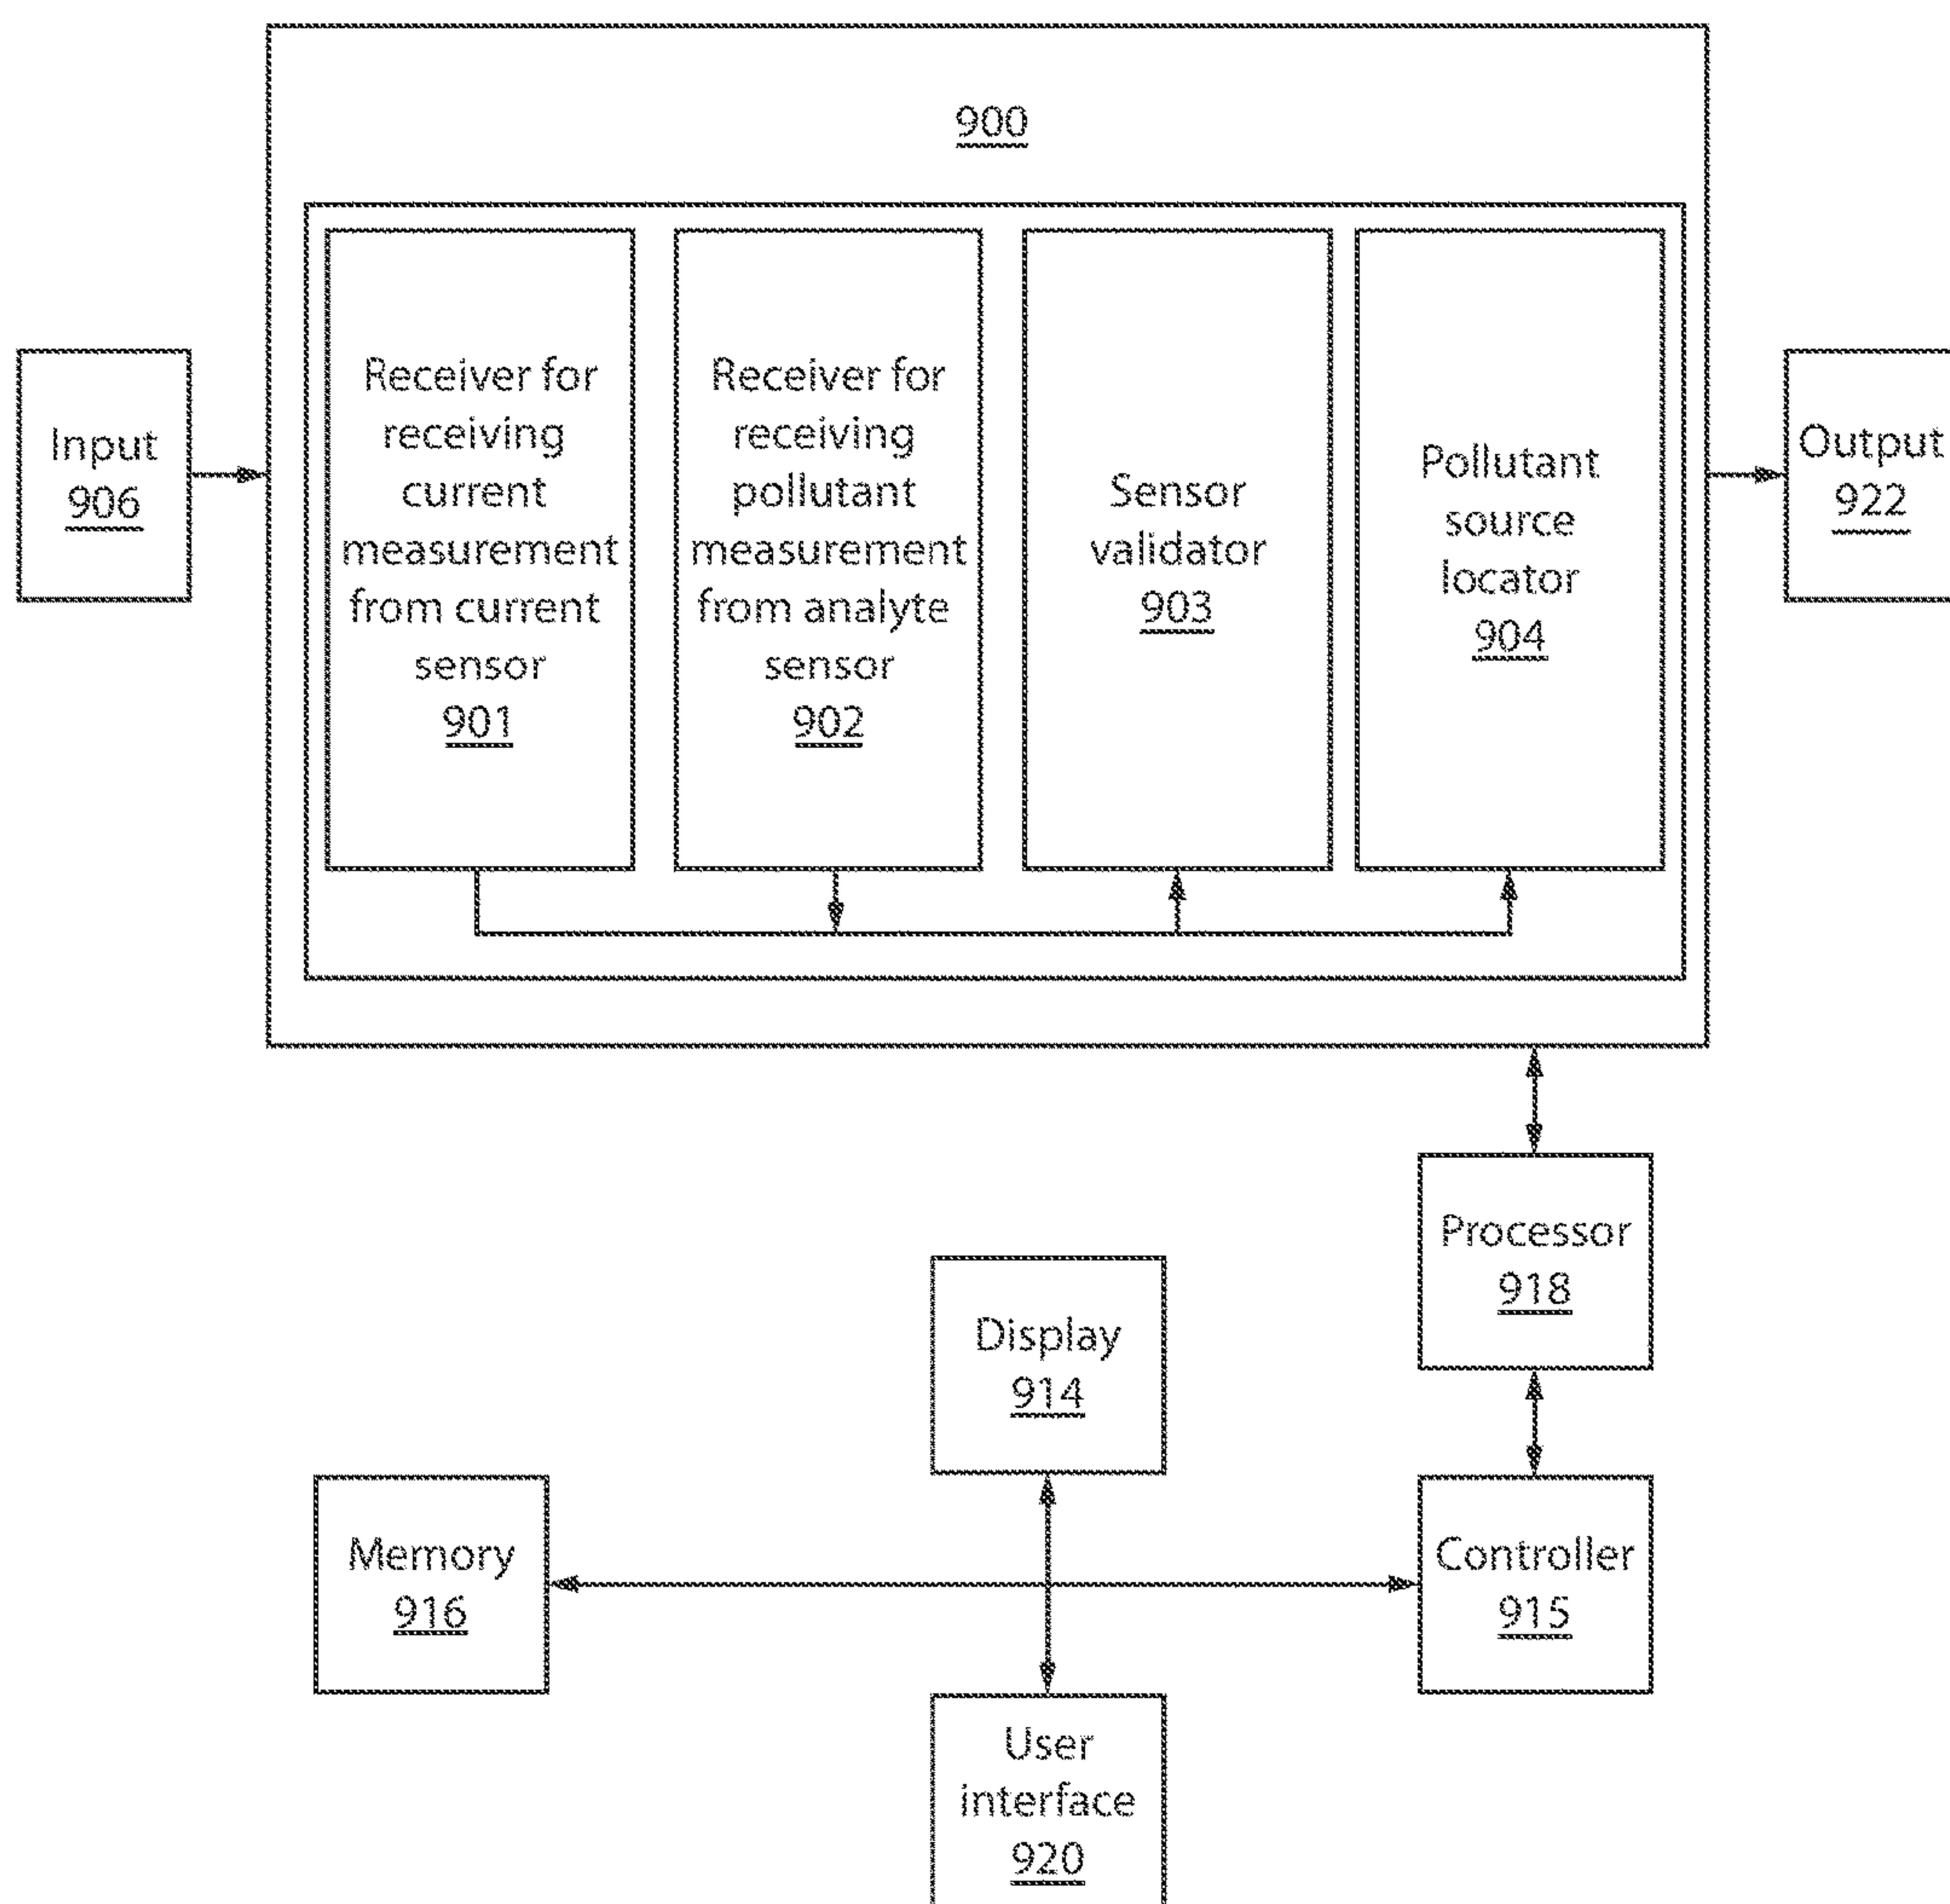 900
Input
906
Receiver for
receiving
current
measurement
from current
sensor
901
Receiver for
receiving
pollutant
measurement
from analyte
sensor
902
Sensor
validator
903
Pollutant
source
locator
904
Output
922
Processor
918
Display
914
Memory
916
Controller
915
User
interface
920